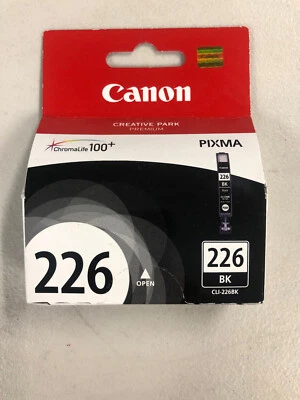 Canon
CREATIVE PARK
PREMIUM
ChromaLife 100+
PIXMA
226
BK
226
OPEN
226
BK
CLI-226BK